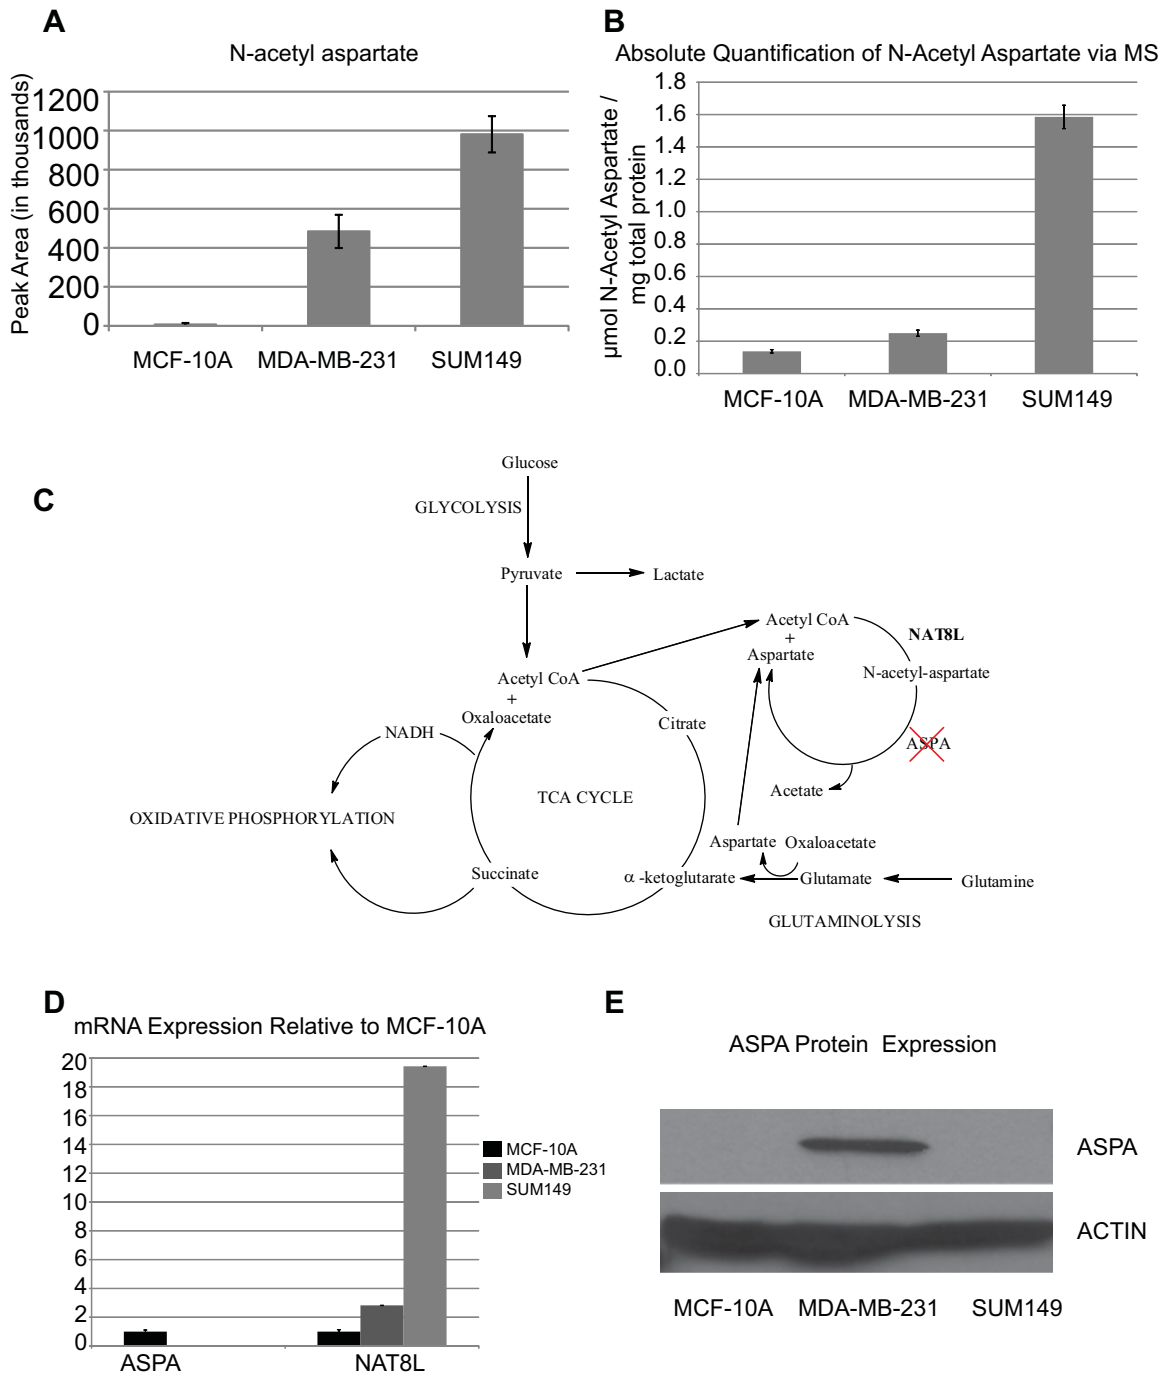 A
N-acetyl aspartate
Peak Area (in thousands)
1200
1000
800
600
400
200
0
MCF-10A MDA-MB-231 SUM149
B
Absolute Quantification of N-Acetyl Aspartate via MS
µmol N-Acetyl Aspartate /
mg total protein
1.8
1.6
1.4
1.2
1.0
0.8
0.6
0.4
0.2
0.0
MCF-10A MDA-MB-231 SUM149
C
Glucose
GLYCOLYSIS
Pyruvate
Lactate
Acetyl CoA
+
Aspartate
NAT8L
N-acetyl-aspartate
ASPA
Acetate
Acetyl CoA
+
Oxaloacetate
Citrate
NADH
TCA CYCLE
OXIDATIVE PHOSPHORYLATION
Aspartate Oxaloacetate
Succinate
α -ketoglutarate
Glutamate
Glutamine
GLUTAMINOLYSIS
D
mRNA Expression Relative to MCF-10A
20
18
16
14
12
10
8
6
4
2
0
ASPA NAT8L
MCF-10A
MDA-MB-231
SUM149
E
ASPA Protein Expression
ASPA
ACTIN
MCF-10A MDA-MB-231 SUM149